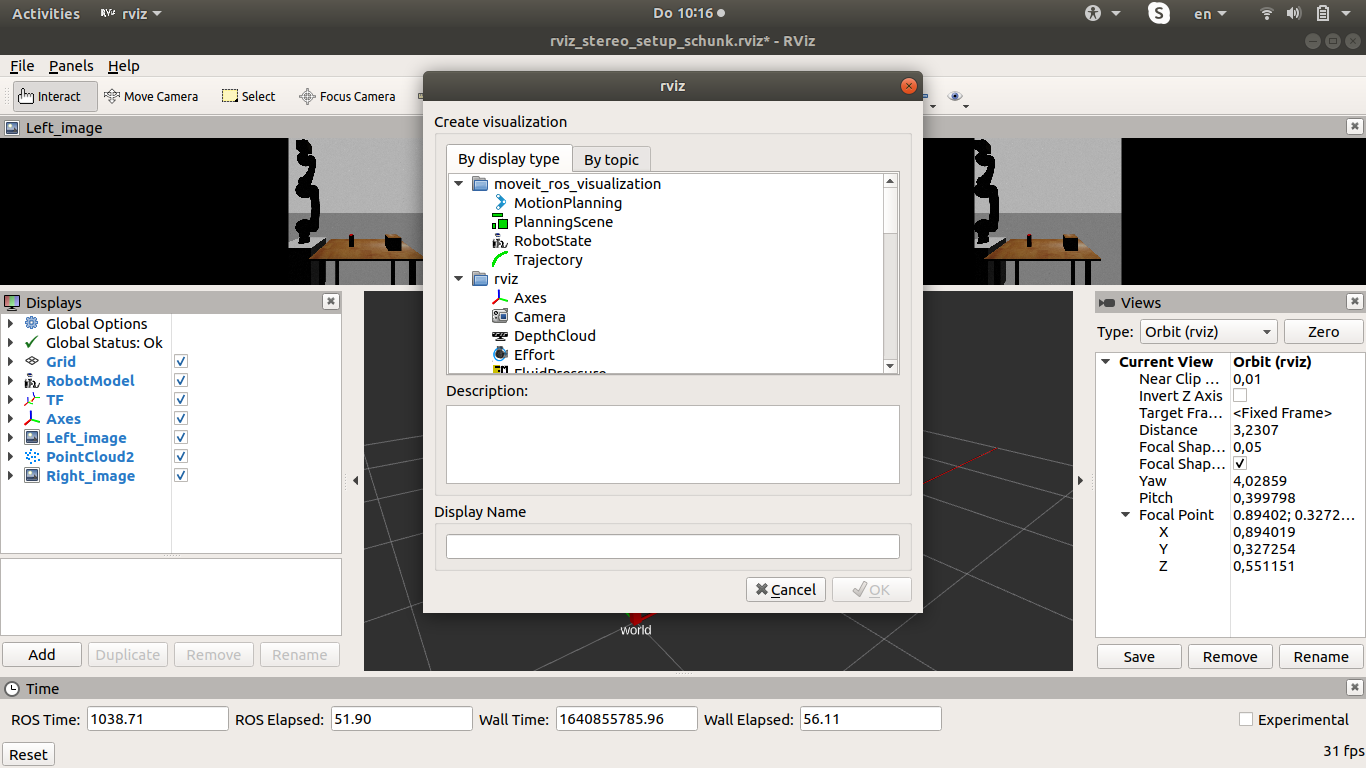 Activities rviz Do 10:16 en
rviz_stereo_setup_schunk.rviz* - RViz
File Panels Help
Interact Move Camera Select Focus Camera
Left_image
rviz
Create visualization
By display type By topic
moveit_ros_visualization
MotionPlanning
PlanningScene
RobotState
Trajectory
rviz
Axes
Camera
DepthCloud
Effort
FluidPressure
Description:
Display Name
Cancel OK
Displays
Global Options
Global Status: Ok
Grid
RobotModel
TF
Axes
Left_image
PointCloud2
Right_image
Add Duplicate Remove Rename
world
Views
Type: Orbit (rviz) Zero
Current View Orbit (rviz)
Near Clip ... 0,01
Invert Z Axis
Target Fra... <Fixed Frame>
Distance 3,2307
Focal Shap... 0,05
Focal Shap...
Yaw 4,02859
Pitch 0,399798
Focal Point 0.89402; 0.3272...
X 0,894019
Y 0,327254
Z 0,551151
Save Remove Rename
Time
ROS Time: 1038.71 ROS Elapsed: 51.90 Wall Time: 1640855785.96 Wall Elapsed: 56.11 Experimental
Reset 31 fps